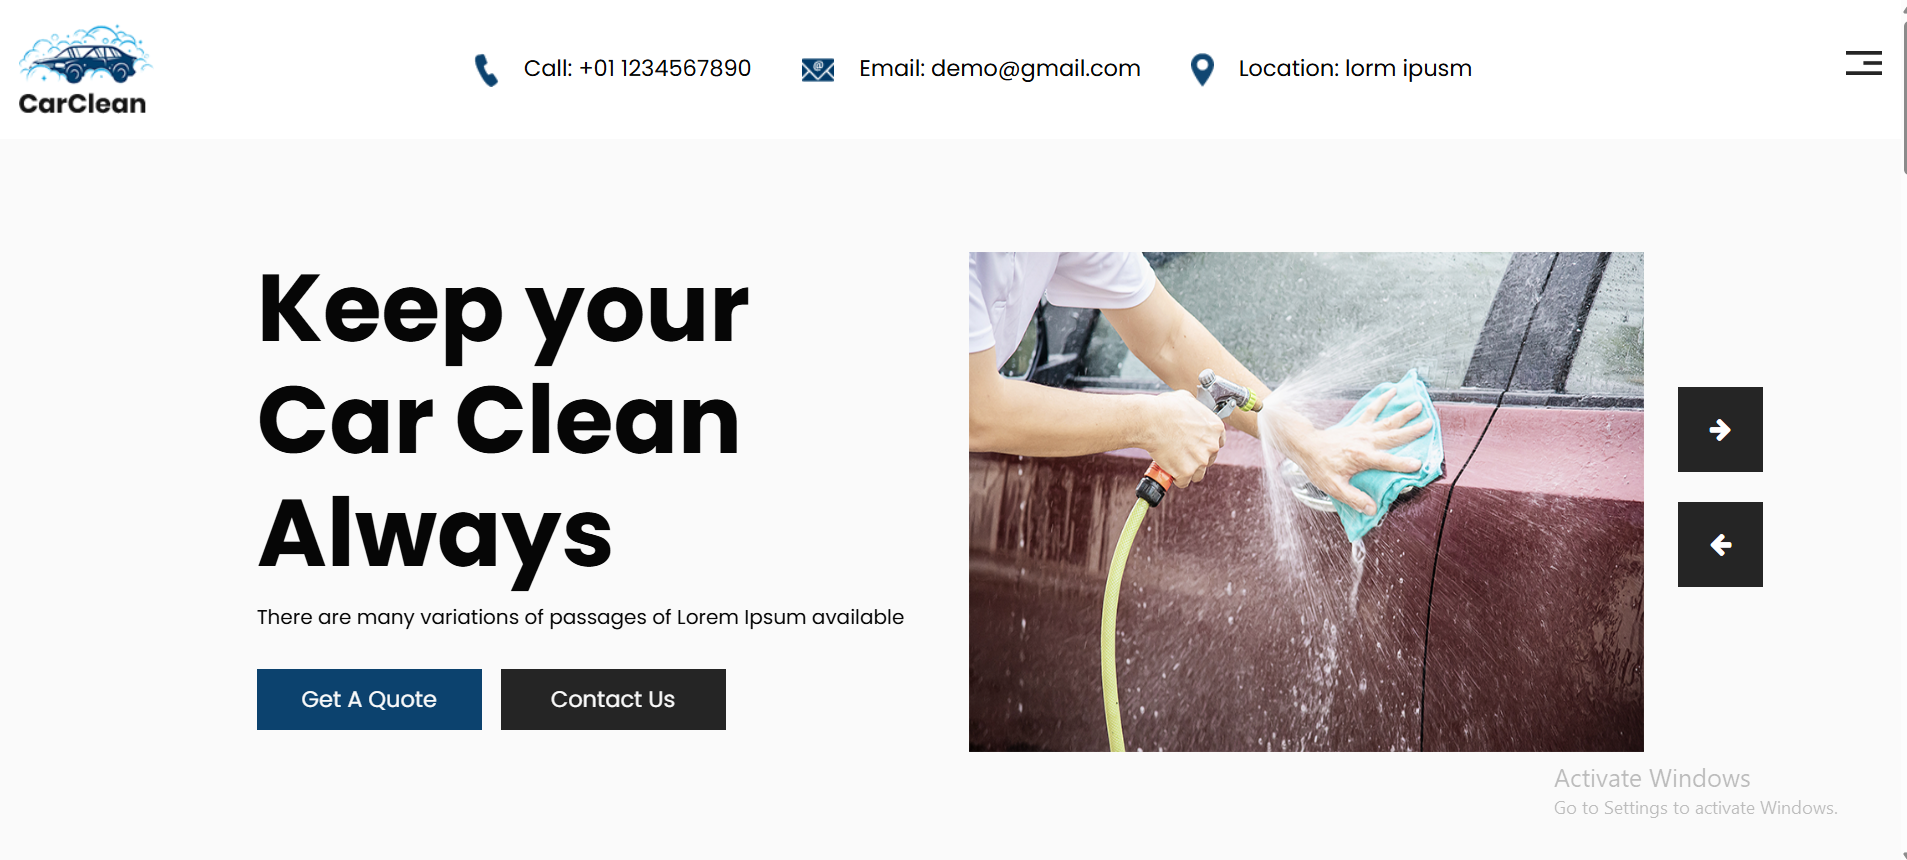 CarClean
Call: +01 1234567890
Email: demo@gmail.com
Location: lorm ipusm
Keep your
Car Clean
Always
There are many variations of passages of Lorem Ipsum available
Get A Quote
Contact Us
Activate Windows
Go to Settings to activate Windows.